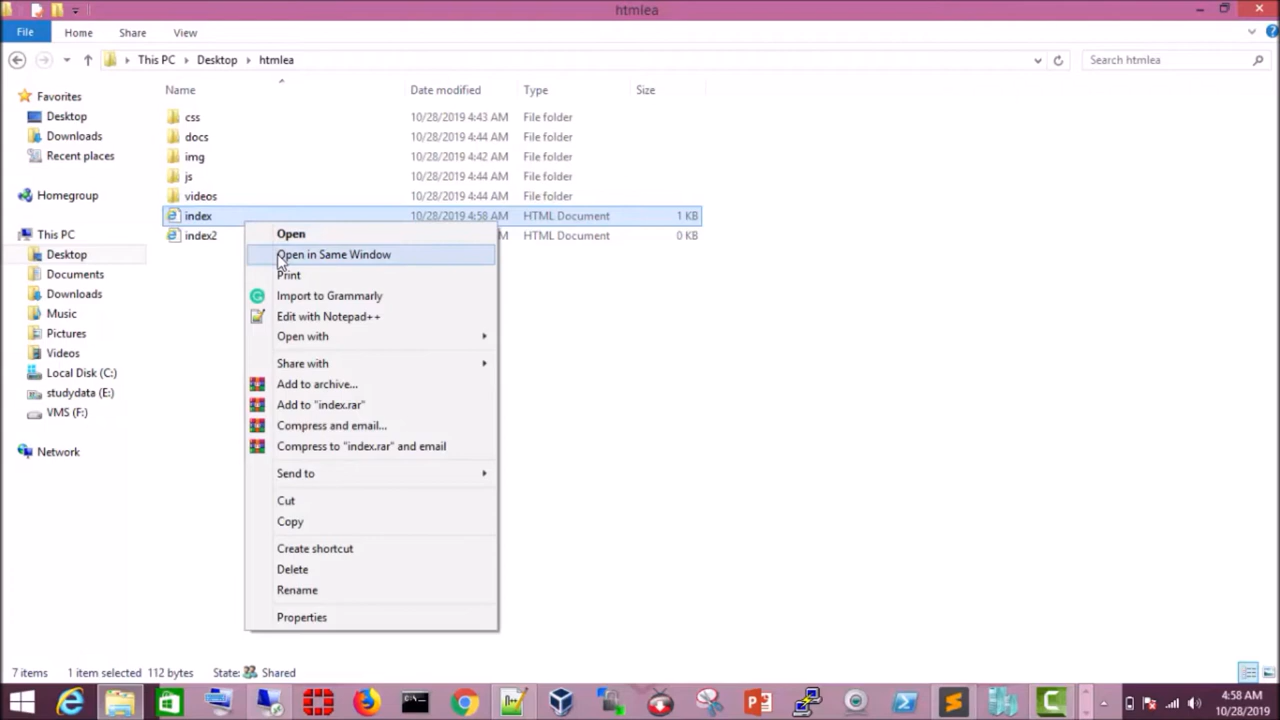 htmlea
File Home Share View
This PC Desktop htmlea Search htmlea
Name Date modified Type Size
Favorites
Desktop
Downloads
Recent places
Homegroup
This PC
Desktop
Documents
Downloads
Music
Pictures
Videos
Local Disk (C:)
studydata (E:)
VMS (F:)
Network
css 10/28/2019 4:43 AM File folder
docs 10/28/2019 4:44 AM File folder
img 10/28/2019 4:42 AM File folder
js 10/28/2019 4:44 AM File folder
videos 10/28/2019 4:44 AM File folder
index 10/28/2019 4:58 AM HTML Document 1 KB
index2 M HTML Document 0 KB
Open
Open in Same Window
Print
Import to Grammarly
Edit with Notepad++
Open with
Share with
Add to archive...
Add to "index.rar"
Compress and email...
Compress to "index.rar" and email
Send to
Cut
Copy
Create shortcut
Delete
Rename
Properties
7 items 1 item selected 112 bytes State: Shared
4:58 AM
10/28/2019